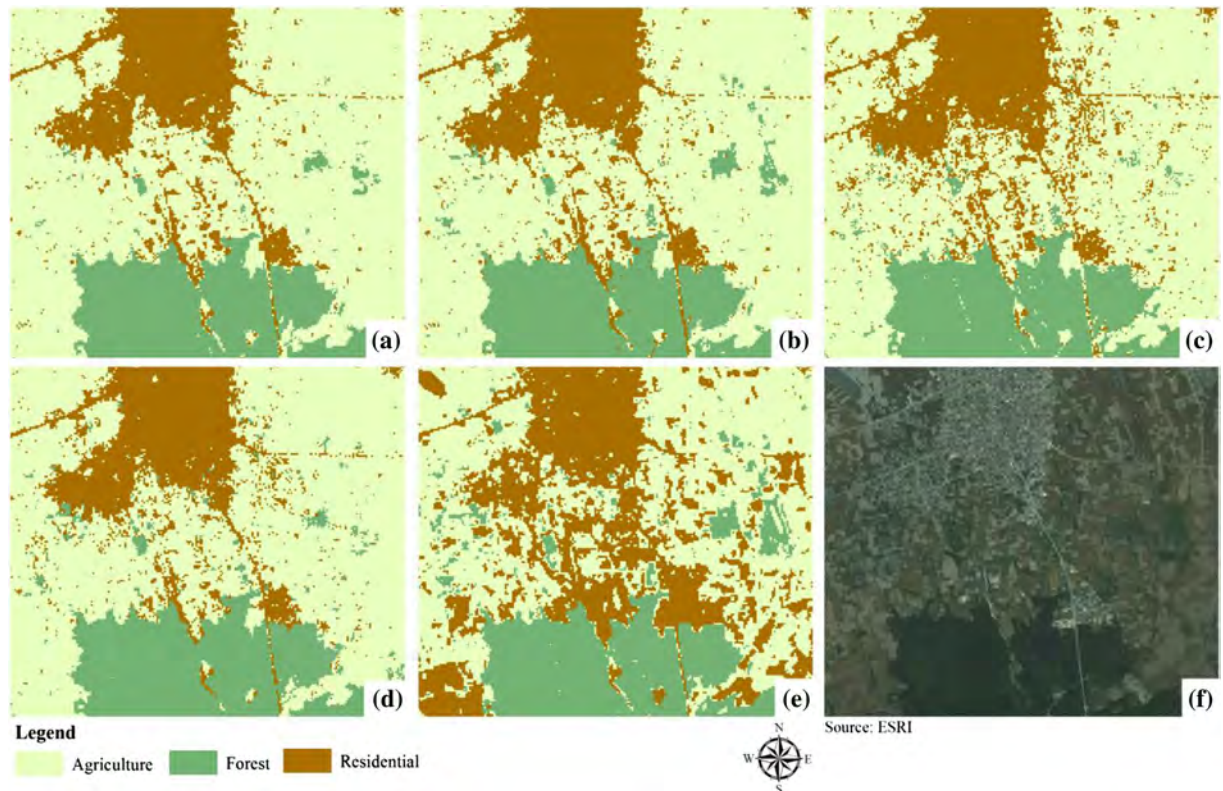 (a)
(b)
(c)
(d)
(e)
(f)
Legend
Agriculture
Forest
Residential
N
W
E
S
Source: ESRI